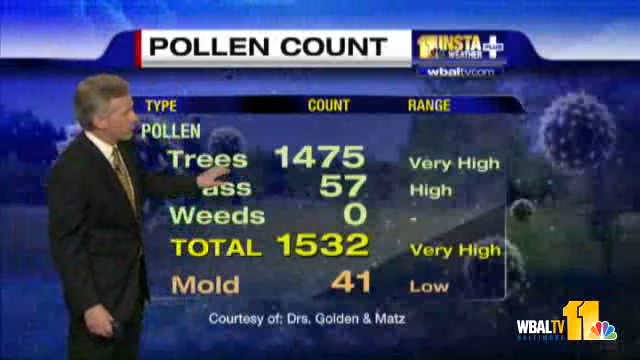 POLLEN COUNT
11 INSTA PLUS
WEATHER
wbaltv.com
TYPE COUNT RANGE
POLLEN
Trees 1475 Very High
ass 57 High
Weeds 0 -
TOTAL 1532 Very High
Mold 41 Low
Courtesy of: Drs. Golden & Matz
WBALTV 11
BALTIMORE